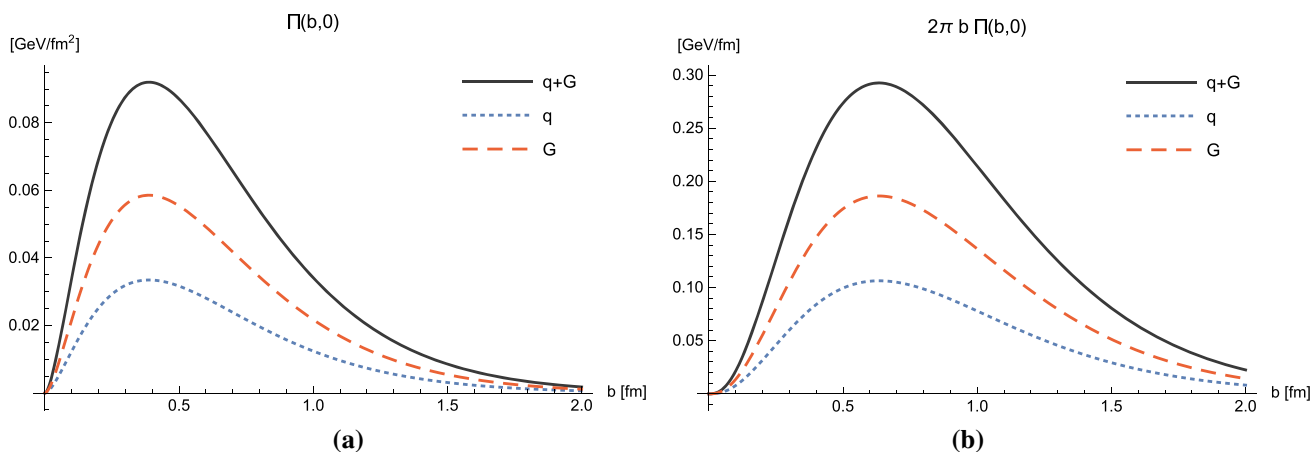 Π(b,0)
[GeV/fm²]
q+G
q
G
0.08
0.06
0.04
0.02
0.5
1.0
1.5
2.0
b [fm]
(a)
2π b Π(b,0)
[GeV/fm]
q+G
q
G
0.30
0.25
0.20
0.15
0.10
0.05
0.5
1.0
1.5
2.0
b [fm]
(b)